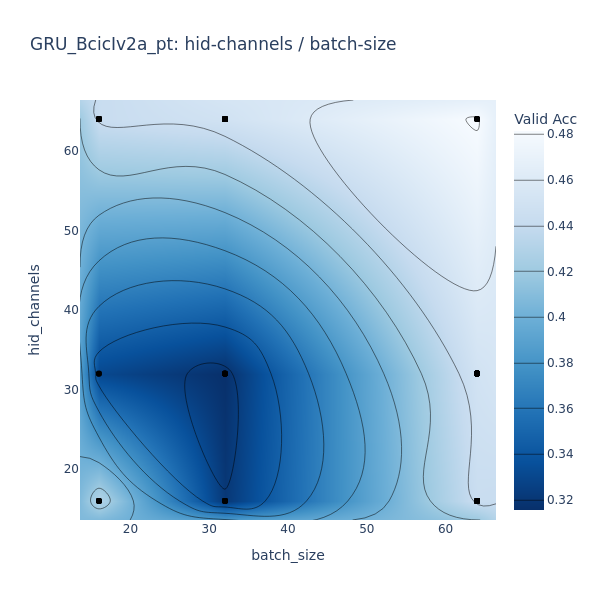 GRU_BcicIv2a_pt: hid-channels / batch-size
Valid Acc
0.48
0.46
0.44
0.42
0.4
0.38
0.36
0.34
0.32
hid_channels
60
50
40
30
20
20 30 40 50 60
batch_size